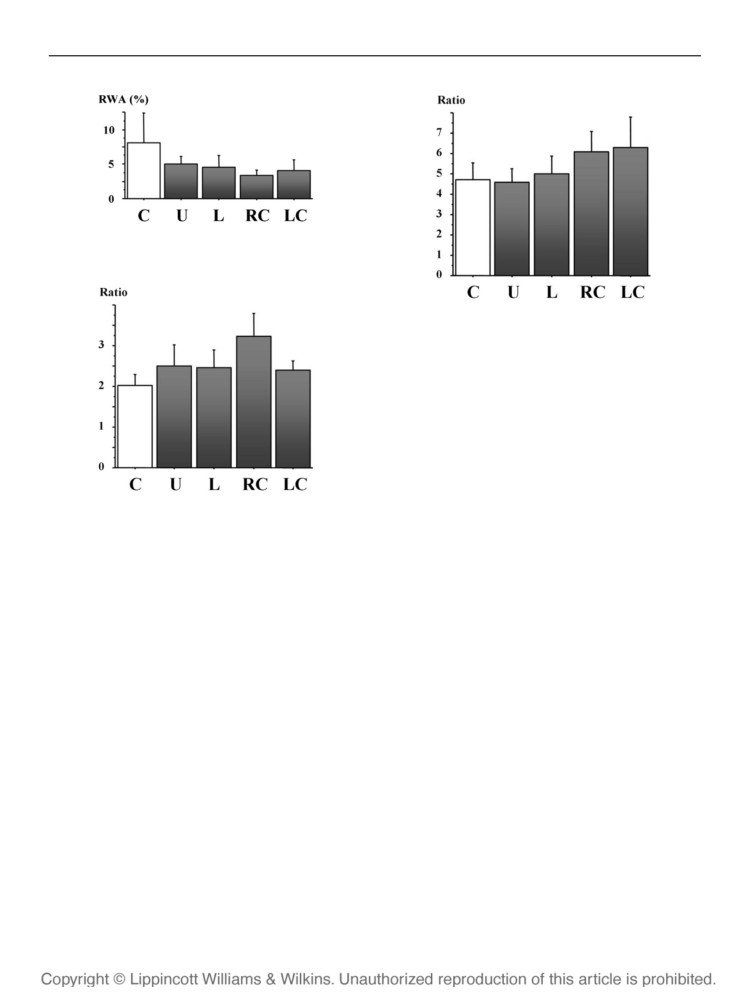 RWA (%)
10
5
0
C U L RC LC
Ratio
3
2
1
0
C U L RC LC
Ratio
7
6
5
4
3
2
1
0
C U L RC LC
Copyright © Lippincott Williams & Wilkins. Unauthorized reproduction of this article is prohibited.